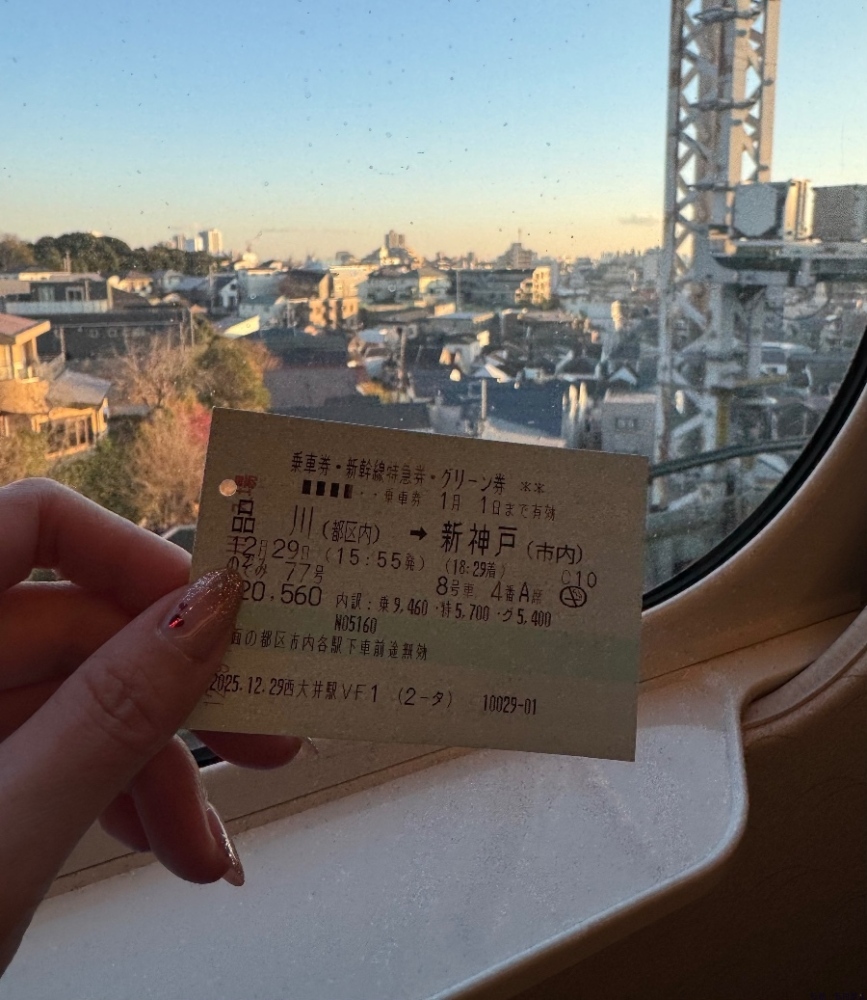 乗車券・新幹線特急券・グリーン券 **
■■■■・・乗車券 1月 1日まで有効
品川(都区内) ➡ 新神戸(市内)
12月29日 (15:55発) (18:29着) C10
のぞみ 77号 8号車 4番A席
20,560 内訳:乗9,460・特5,700・グ5,400
N05160
面の都区市内各駅下車前途無効
2025.12.29西大井駅VF1 (2-タ) 10029-01